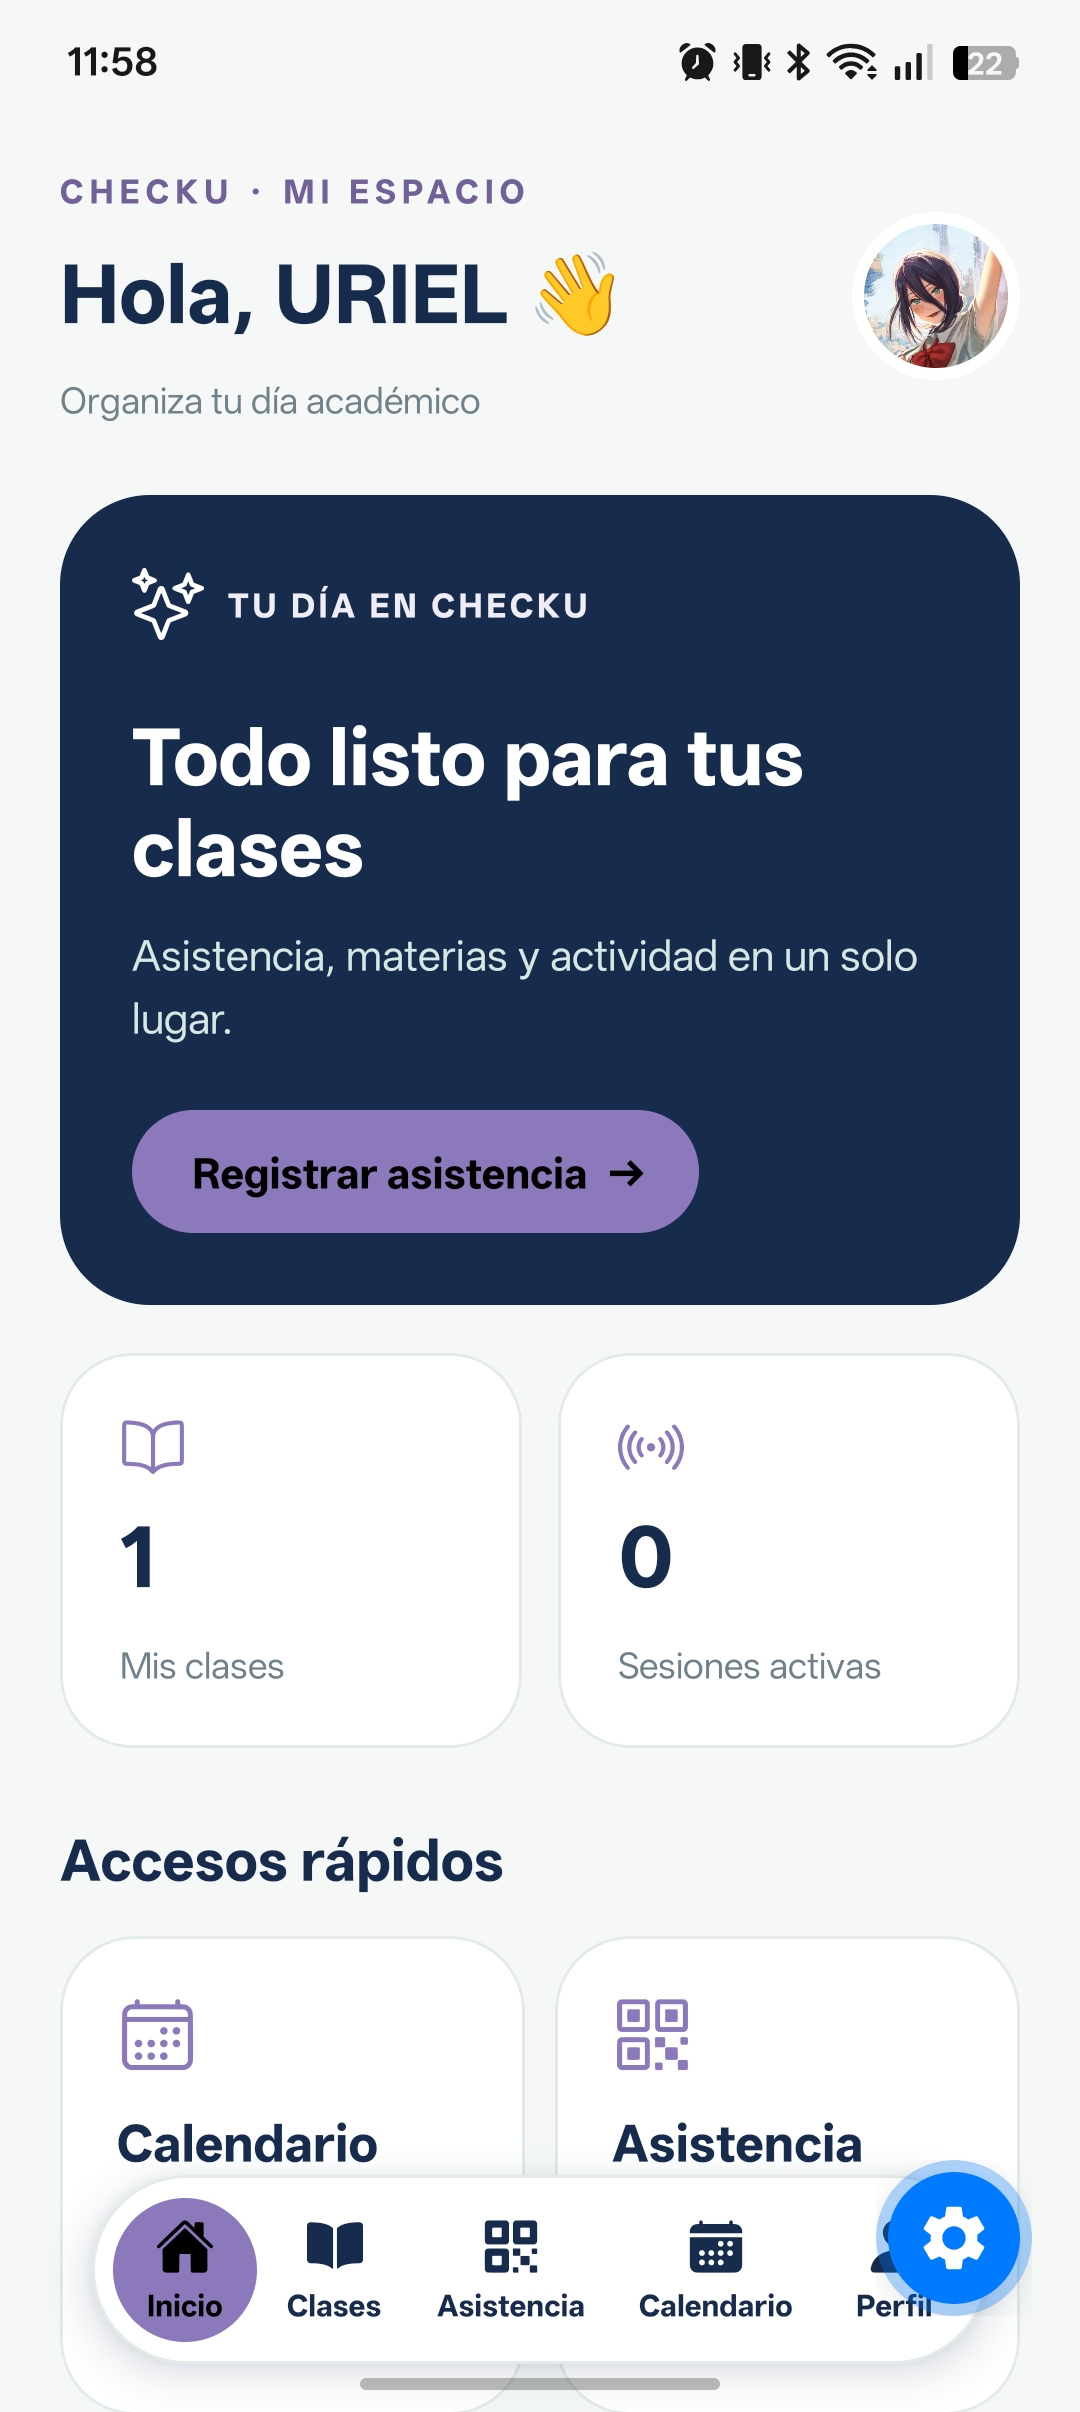 11:58
22
CHECKU · MI ESPACIO
Hola, URIEL 👋
Organiza tu día académico
TU DÍA EN CHECKU
Todo listo para tus
clases
Asistencia, materias y actividad en un solo
lugar.
Registrar asistencia →
1
0
Mis clases
Sesiones activas
Accesos rápidos
Calendario
Asistencia
Inicio
Clases
Asistencia
Calendario
Perfil